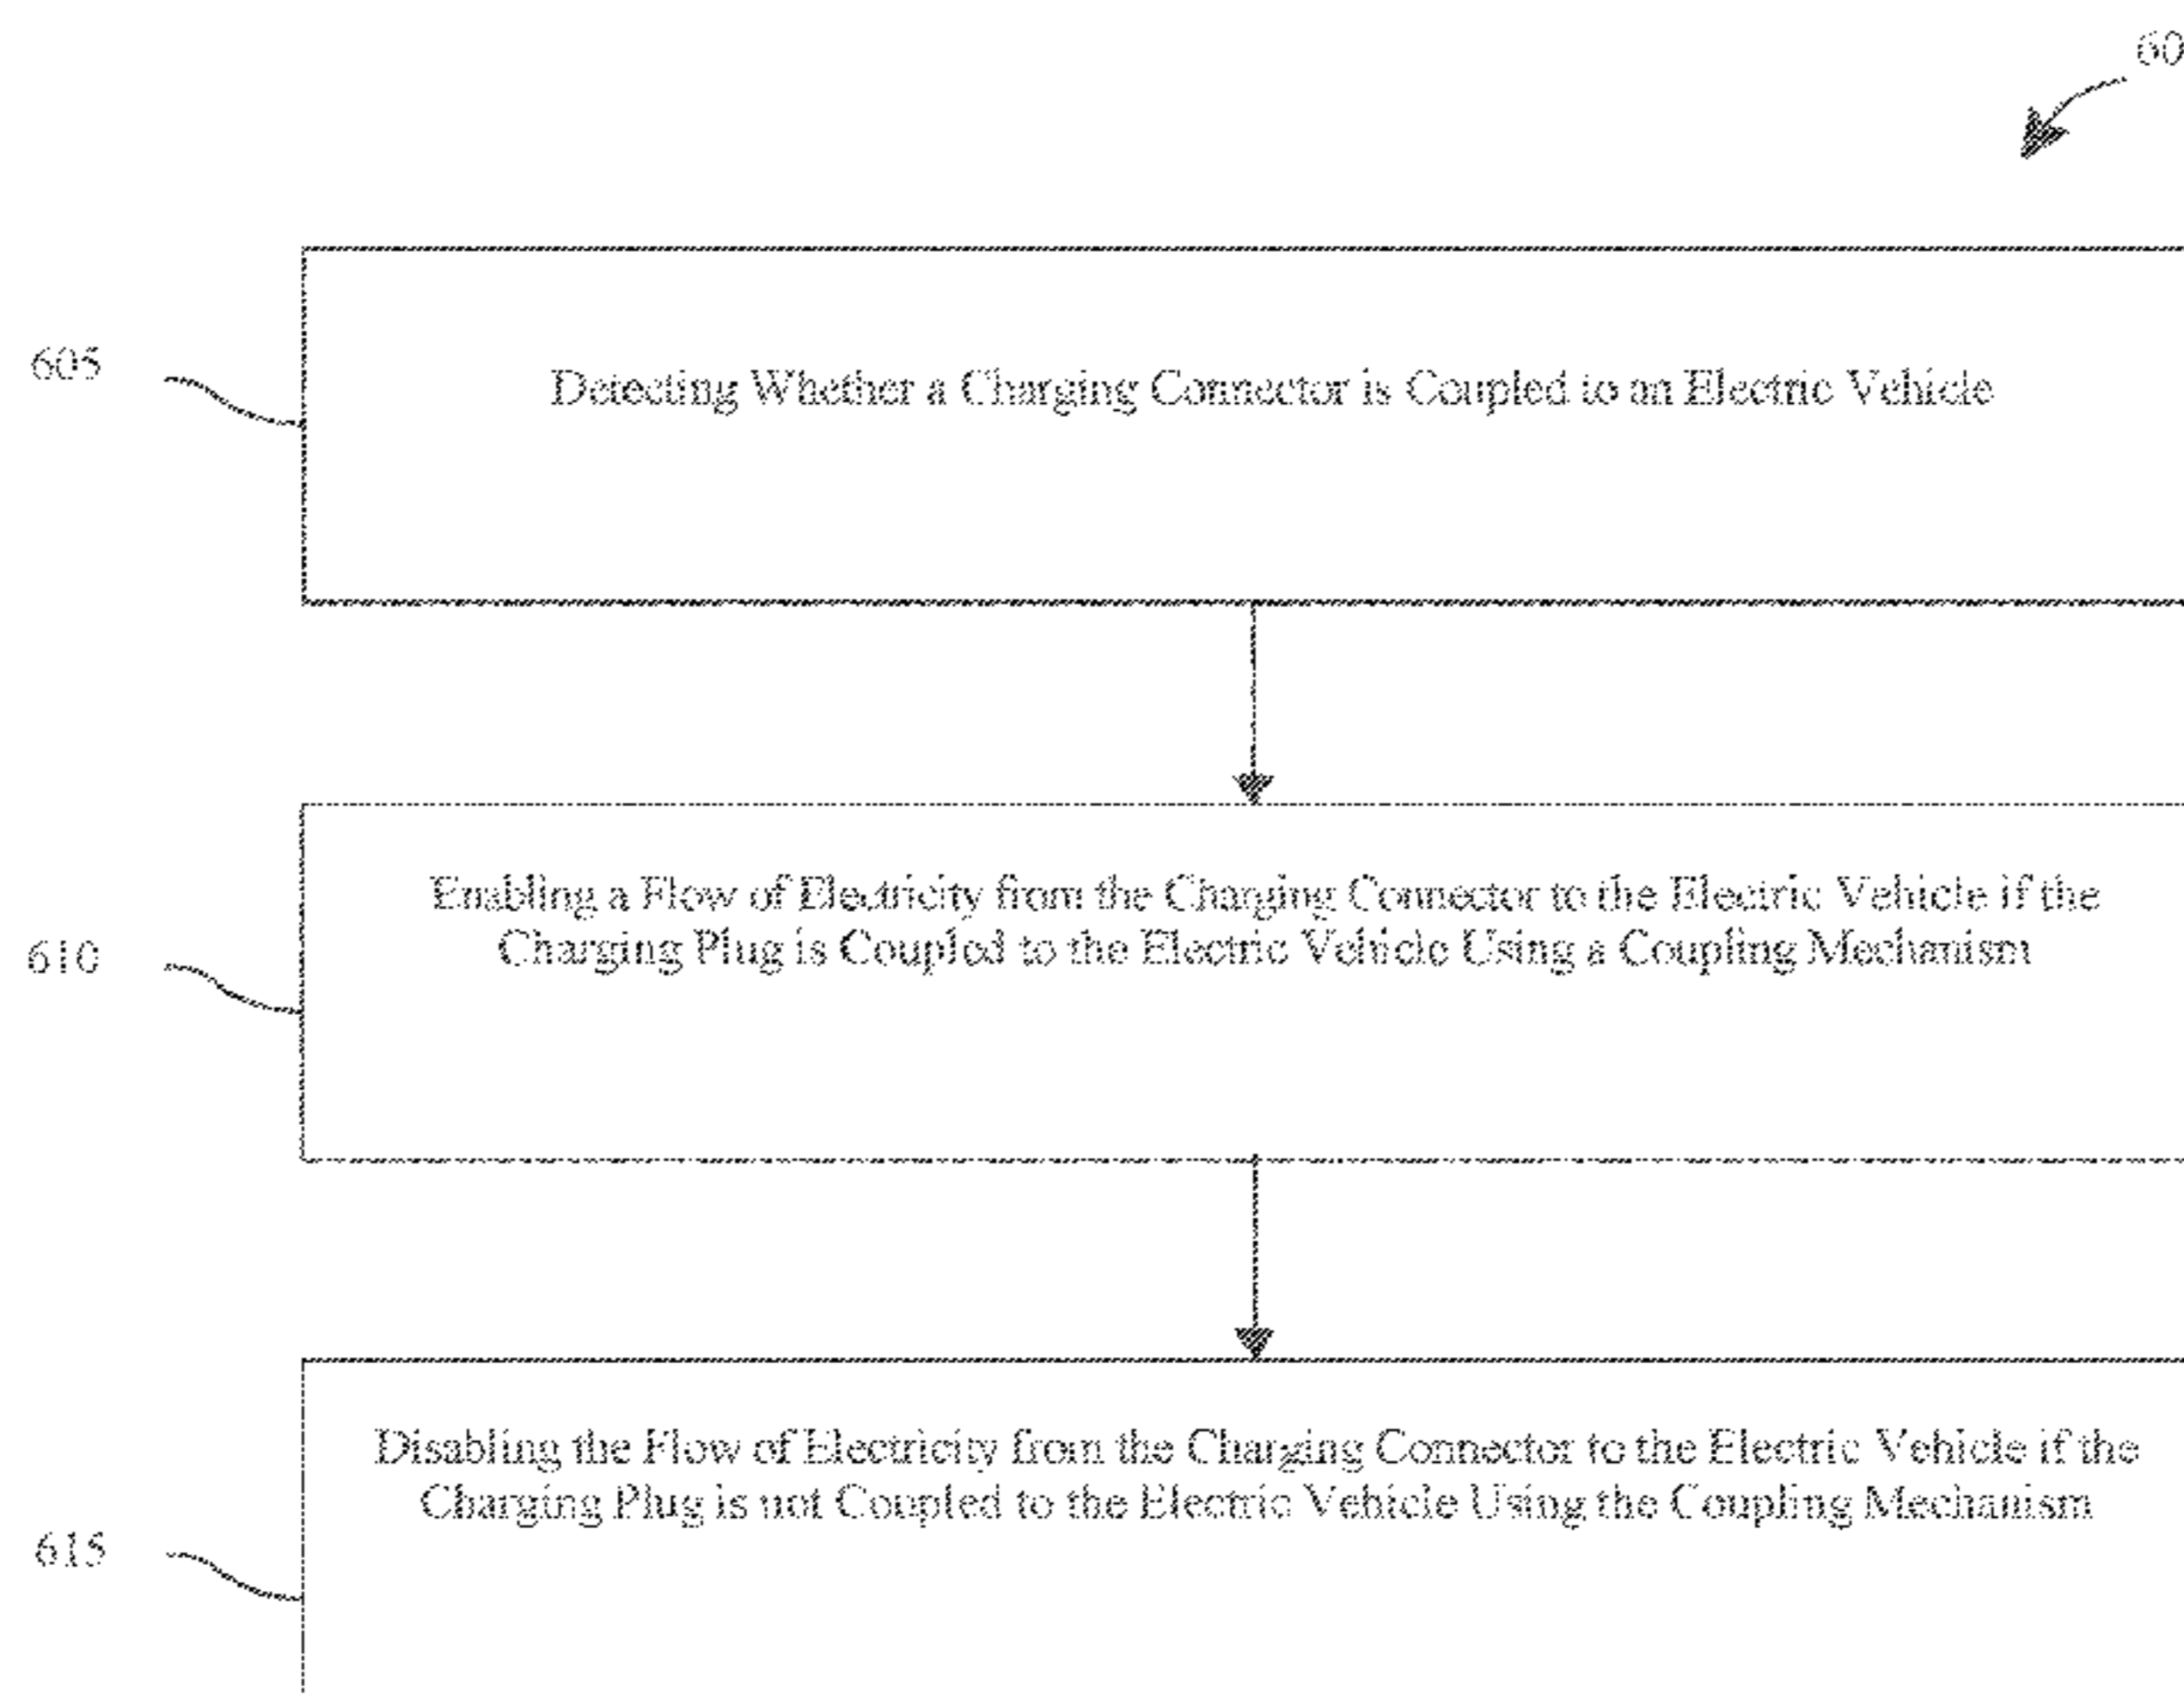 60
605
Detecting Whether a Charging Connector is Coupled to an Electric Vehicle
610
Enabling a Flow of Electricity from the Charging Connector to the Electric Vehicle if the
Charging Plug is Coupled to the Electric Vehicle Using a Coupling Mechanism
615
Disabling the Flow of Electricity from the Charging Connector to the Electric Vehicle if the
Charging Plug is not Coupled to the Electric Vehicle Using the Coupling Mechanism